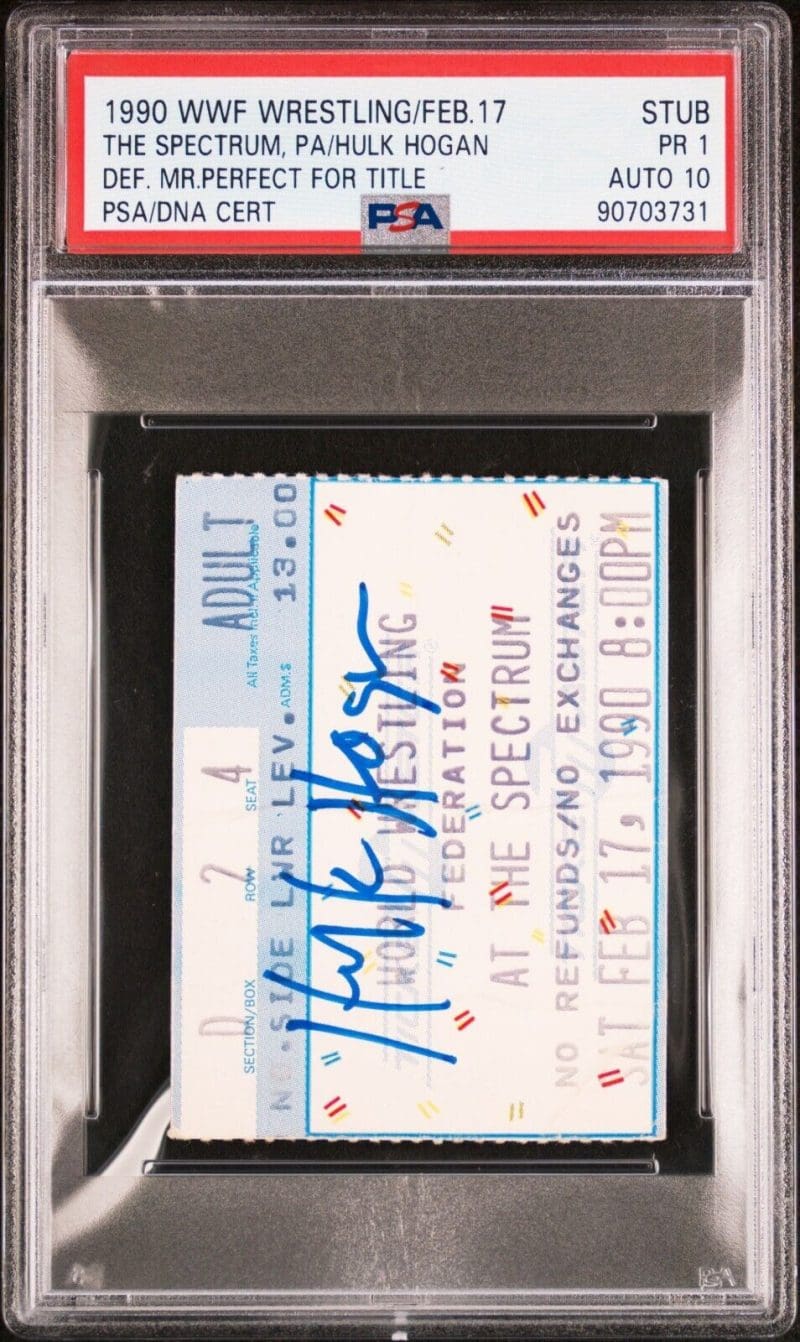 1990 WWF WRESTLING/FEB.17 STUB
THE SPECTRUM, PA/HULK HOGAN PR 1
DEF. MR.PERFECT FOR TITLE AUTO 10
PSA/DNA CERT PSA 90703731
D 2 4 ADULT
SECTION/BOX ROW SEAT All Taxes Incl. If Applicable
NO.SIDE LWR LEV. ADM.$ 13.00
Hulk Hogan
WORLD WRESTLING
FEDERATION
AT THE SPECTRUM
NO REFUNDS/NO EXCHANGES
SAT FEB 17, 1990 8:00PM